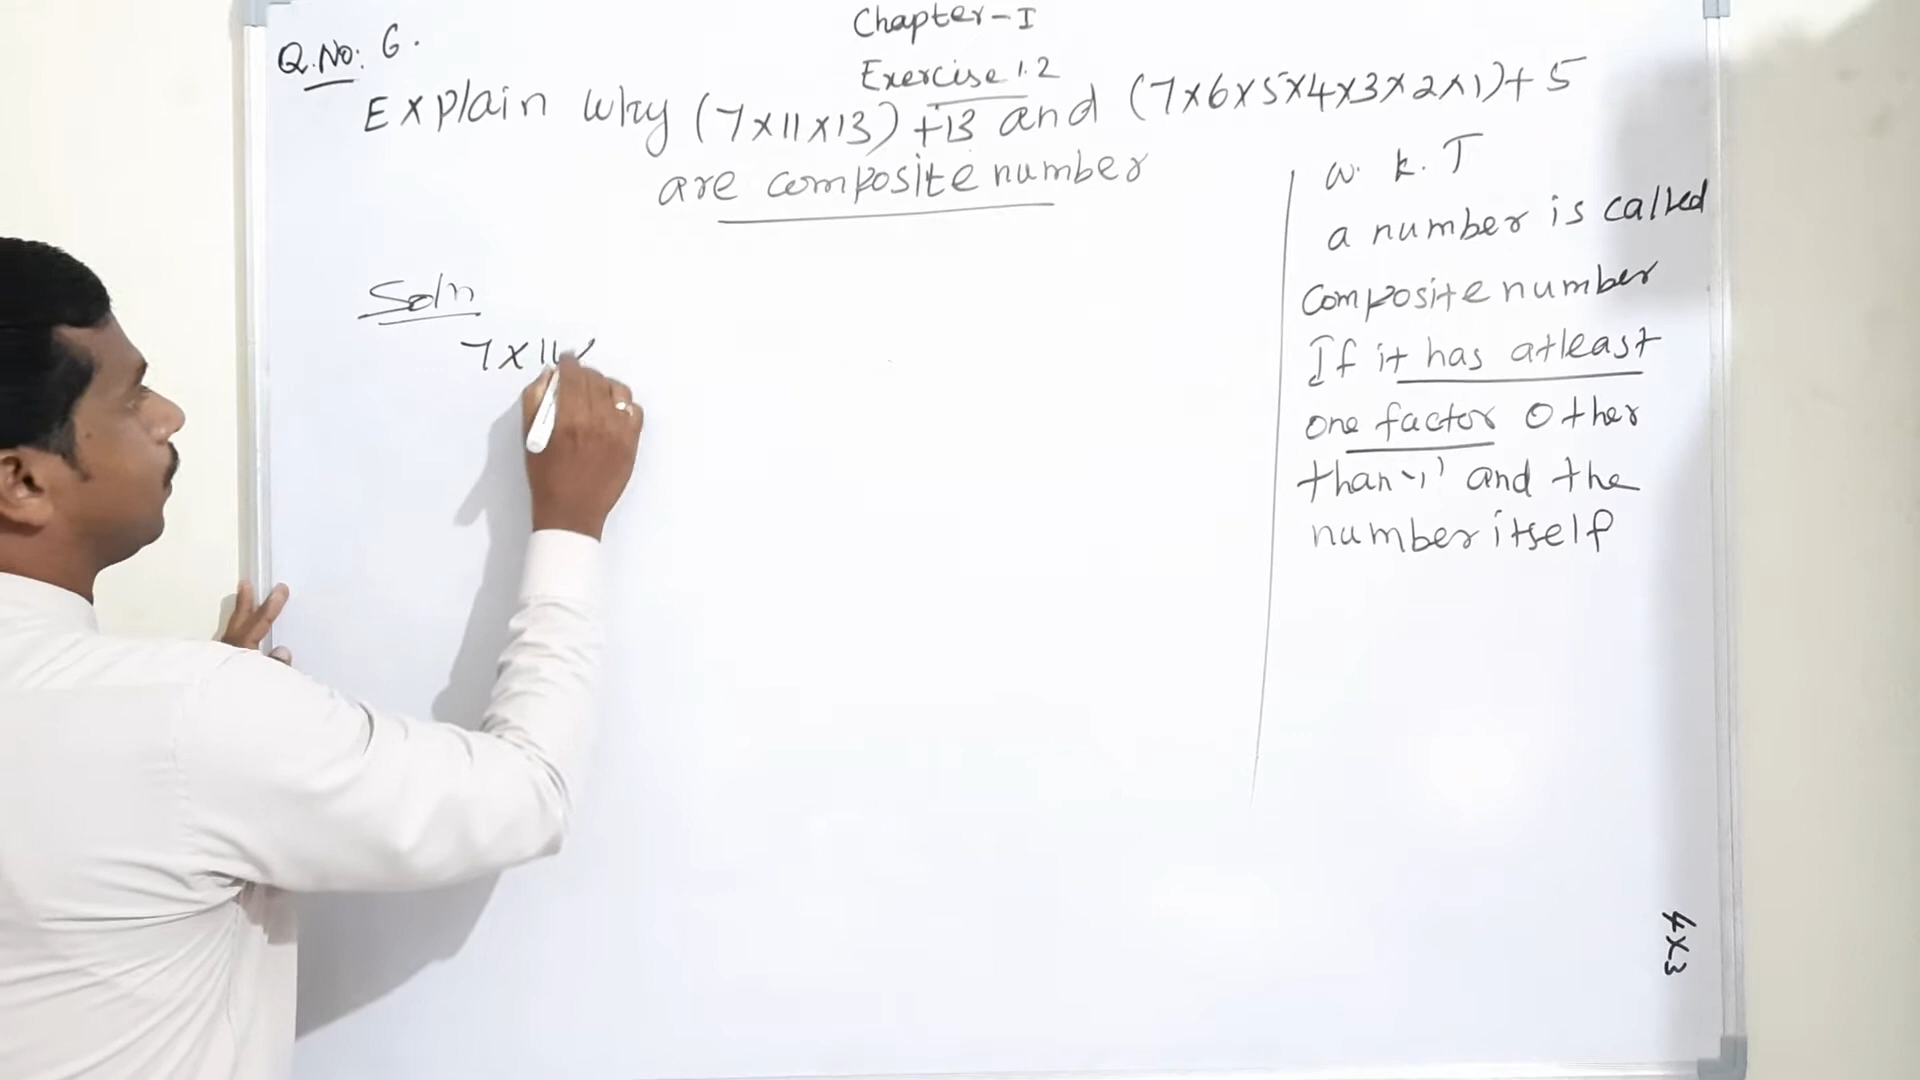 Chapter-I
Q.No: 6.
Exercise 1.2
Explain why (7×11×13)+13 and (7×6×5×4×3×2×1)+5
are composite number
w.k.T
a number is called
composite number
If it has atleast
one factor other
than '1' and the
number itself
Soln
7×11×
4×3